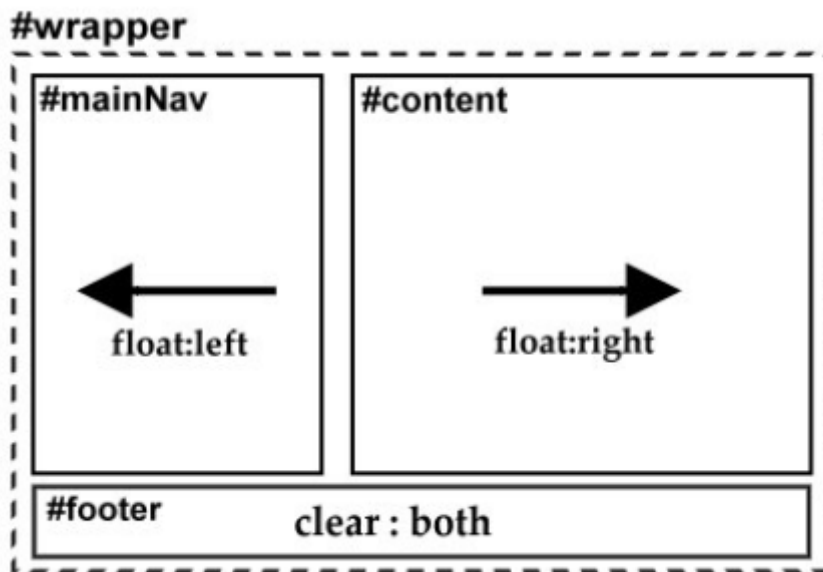 #wrapper
#mainNav
#content
float:left
float:right
#footer
clear : both